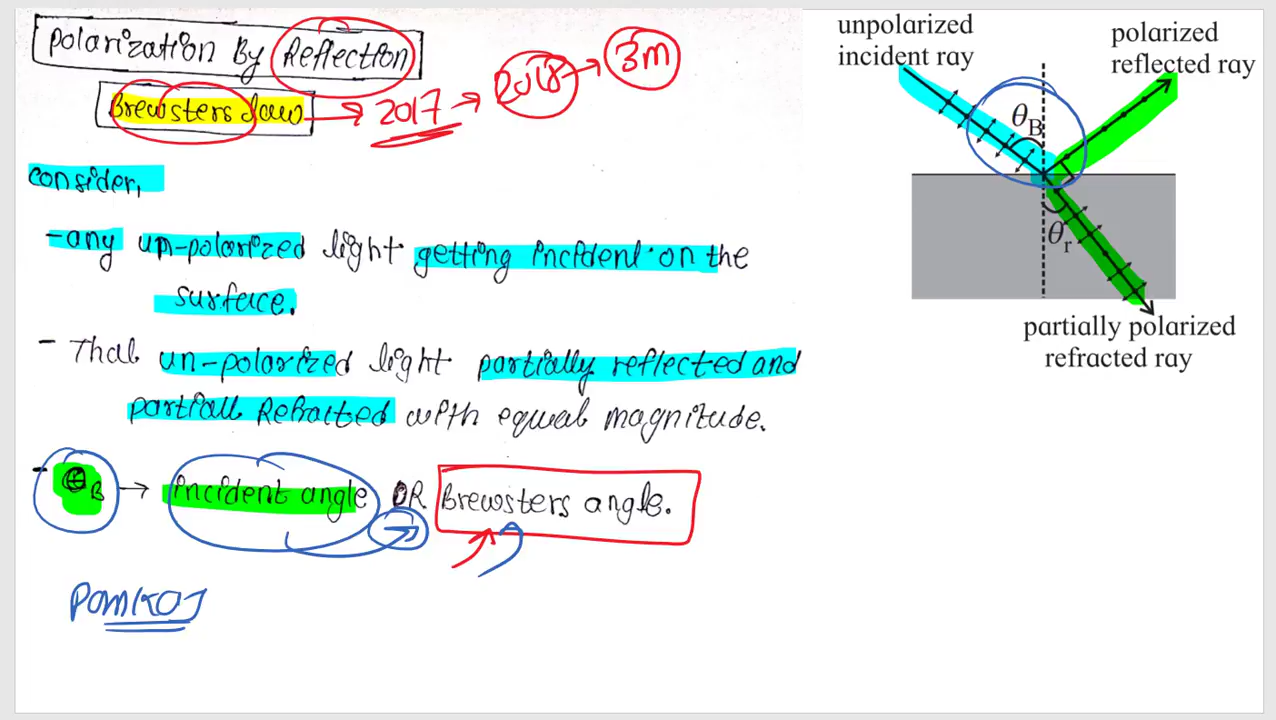 Polarization By Reflection
Brewsters Law → 2017 → 2018 → 3m
consider,
- any un-polarized light getting incident on the
surface.
- That un-polarized light partially reflected and
partiall Refracted with equal magnitude.
- θB → incident angle OR Brewsters angle.
unpolarized
incident ray
polarized
reflected ray
θB
θr
partially polarized
refracted ray